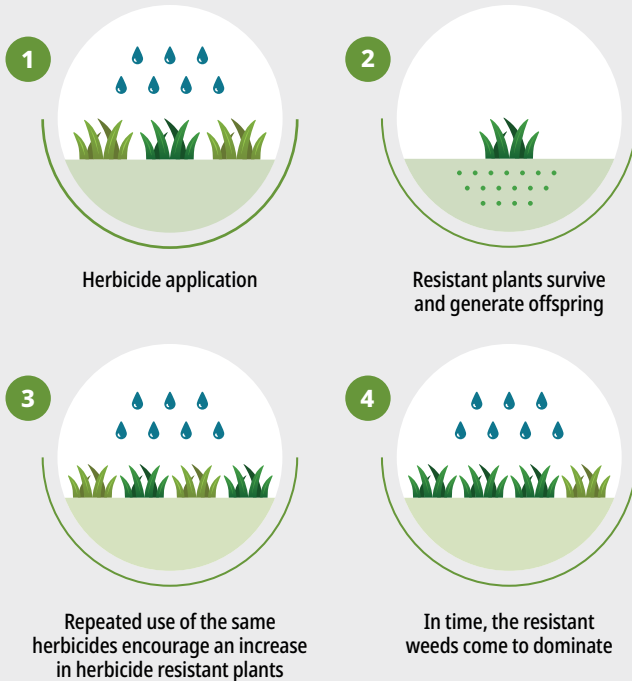 1
Herbicide application
2
Resistant plants survive
and generate offspring
3
Repeated use of the same
herbicides encourage an increase
in herbicide resistant plants
4
In time, the resistant
weeds come to dominate